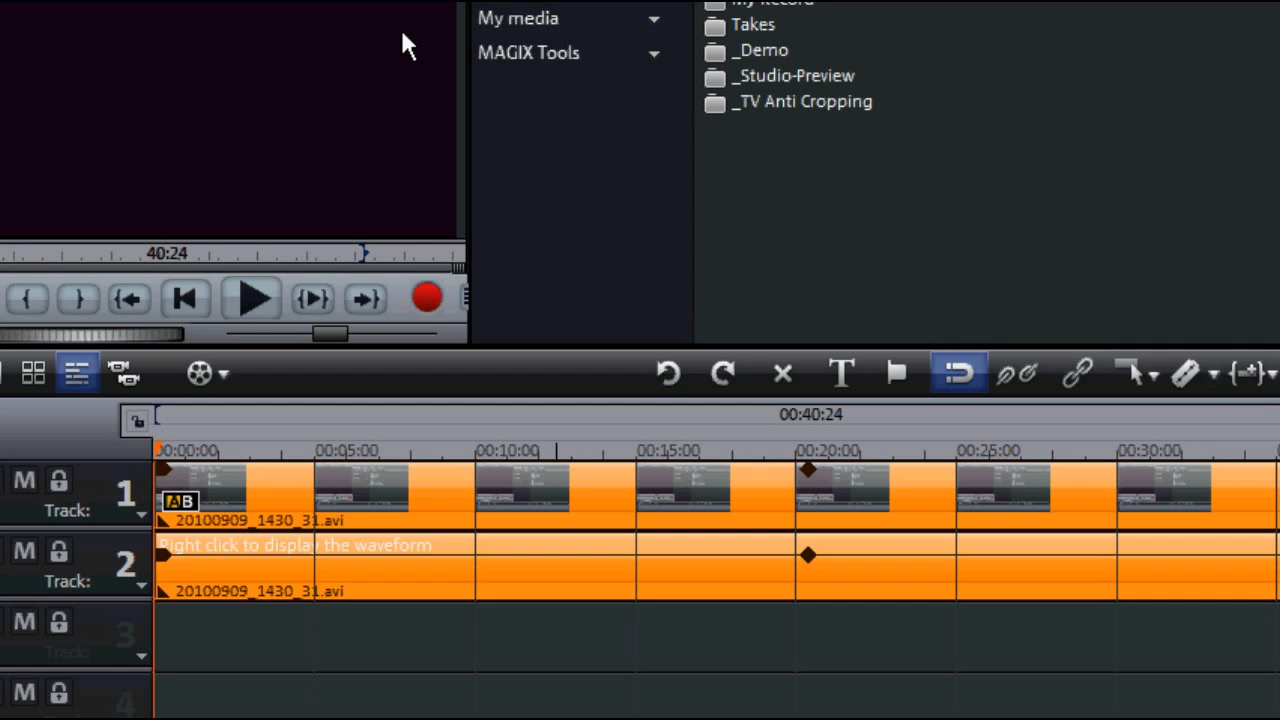 My Record
My media
Takes
MAGIX Tools
_Demo
_Studio-Preview
_TV Anti Cropping
40:24
T
00:40:24
00:00:00 00:05:00 00:10:00 00:15:00 00:20:00 00:25:00 00:30:00
M
AB
Track: 1
20100909_1430_31.avi
M
Right click to display the waveform
Track: 2
20100909_1430_31.avi
M
Track: 3
M
4